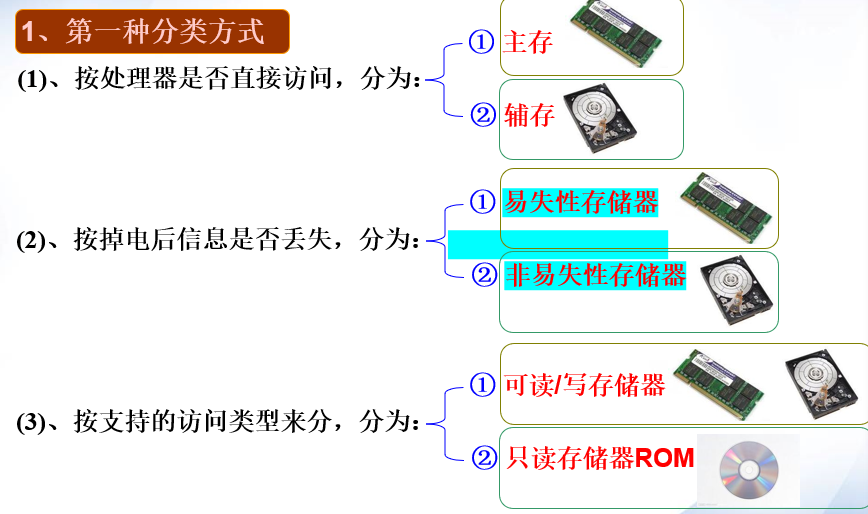 1、第一种分类方式
(1)、按处理器是否直接访问，分为：
① 主存
② 辅存
(2)、按掉电后信息是否丢失，分为：
① 易失性存储器
② 非易失性存储器
(3)、按支持的访问类型来分，分为：
① 可读/写存储器
② 只读存储器ROM